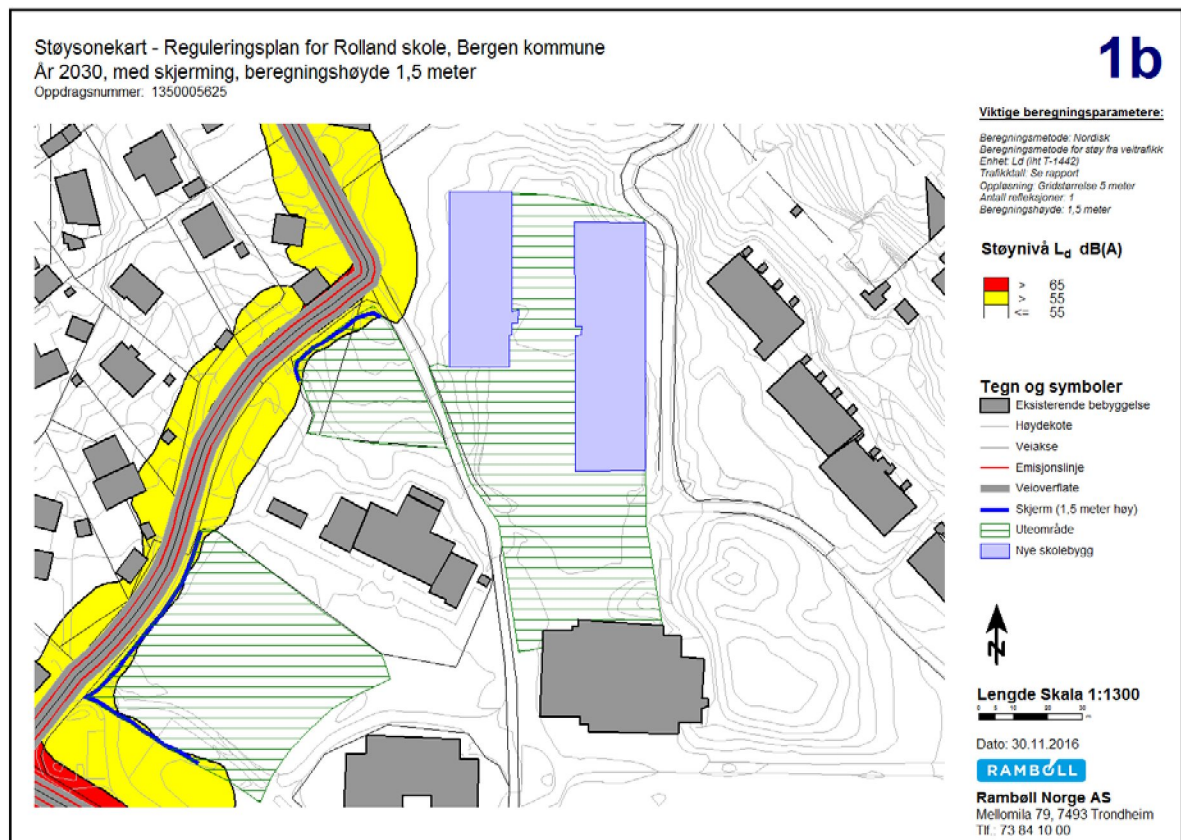 Støysonekart - Reguleringsplan for Rolland skole, Bergen kommune
År 2030, med skjerming, beregningshøyde 1,5 meter
Oppdragsnummer: 1350005625
1b
Viktige beregningsparametere:
Beregningsmetode: Nordisk
Beregningsmetode for støy fra veitrafikk
Enhet: Ld (iht T-1442)
Trafikktall: Se rapport
Oppløsning: Gridstørrelse 5 meter
Antall refleksjoner: 1
Beregningshøyde: 1,5 meter
Støynivå Ld dB(A)
> 65
> 55
<= 55
Tegn og symboler
Eksisterende bebyggelse
Høydekote
Veiakse
Emisjonslinje
Veioverflate
Skjerm (1,5 meter høy)
Uteområde
Nye skolebygg
N
Lengde Skala 1:1300
0 5 10 20 30
m
Dato: 30.11.2016
RAMBOLL
Rambøll Norge AS
Mellomila 79, 7493 Trondheim
Tlf.: 73 84 10 00